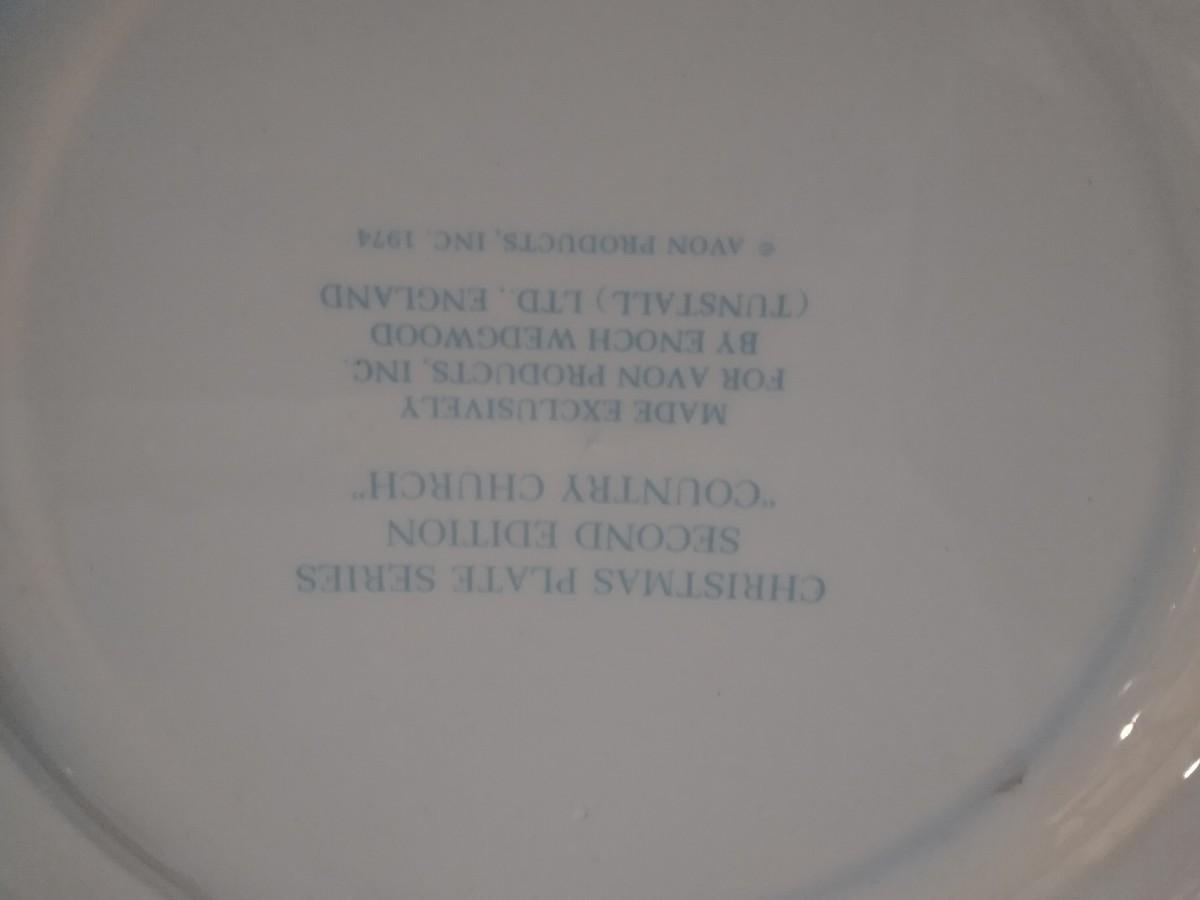 CHRISTMAS PLATE SERIES
SECOND EDITION
"COUNTRY CHURCH"
MADE EXCLUSIVELY
FOR AVON PRODUCTS, INC.
BY ENOCH WEDGWOOD
(TUNSTALL) LTD. ENGLAND
© AVON PRODUCTS, INC. 1974